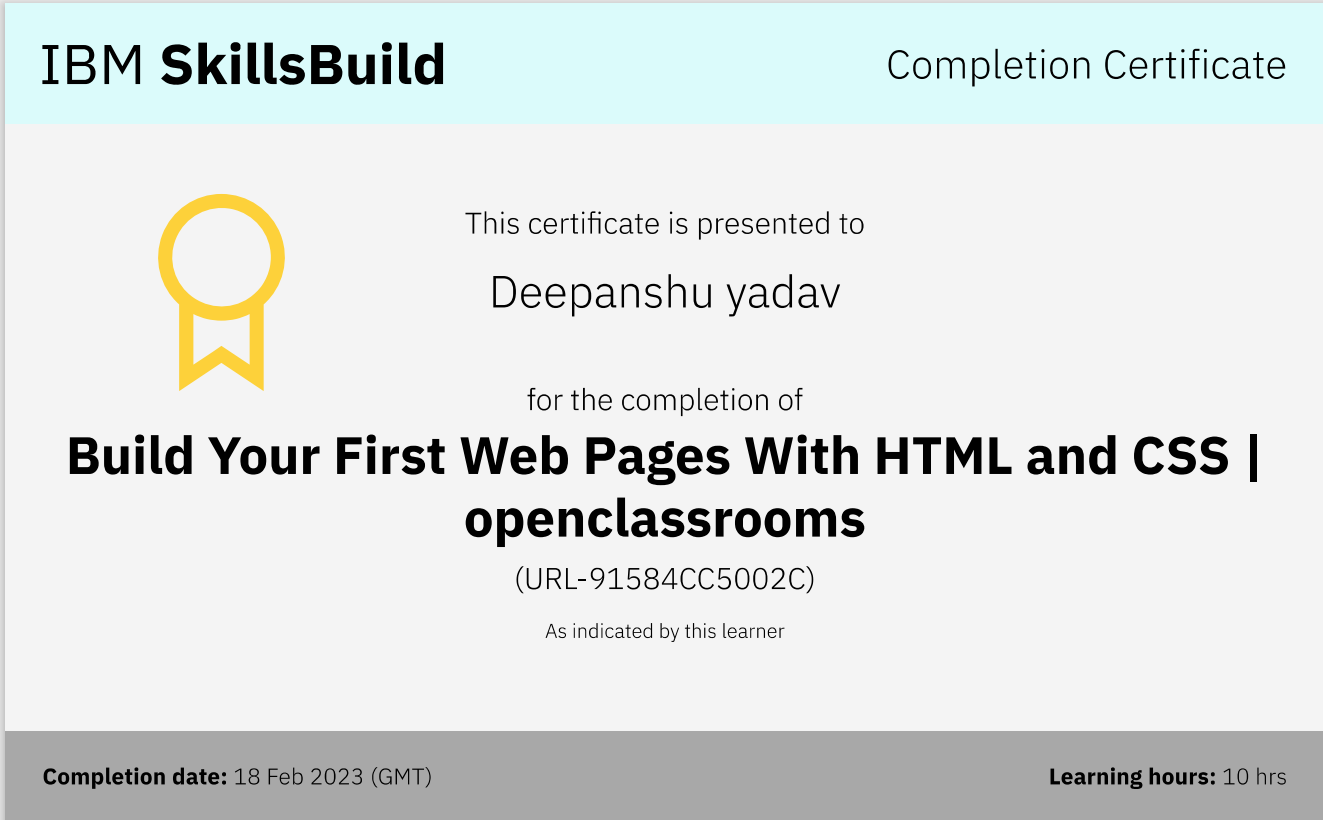 IBM SkillsBuild
Completion Certificate
This certificate is presented to
Deepanshu yadav
for the completion of
Build Your First Web Pages With HTML and CSS |
openclassrooms
(URL-91584CC5002C)
As indicated by this learner
Completion date: 18 Feb 2023 (GMT)
Learning hours: 10 hrs